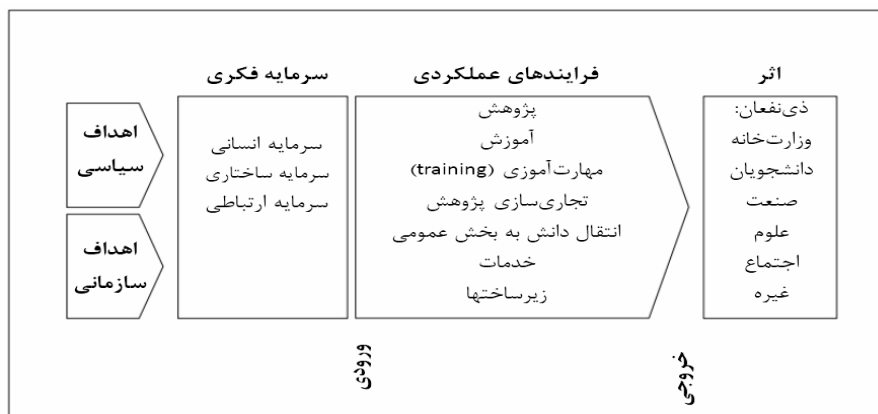 اهداف
سیاسی
اهداف
سازمانی
سرمایه فکری
سرمایه انسانی
سرمایه ساختاری
سرمایه ارتباطی
فرایندهای عملکردی
پژوهش
آموزش
مهارت‌آموزی (training)
تجاری‌سازی پژوهش
انتقال دانش به بخش عمومی
خدمات
زیرساختها
اثر
ذی‌نفعان:
وزارت‌خانه
دانشجویان
صنعت
علوم
اجتماع
غیره
ورودی
خروجی